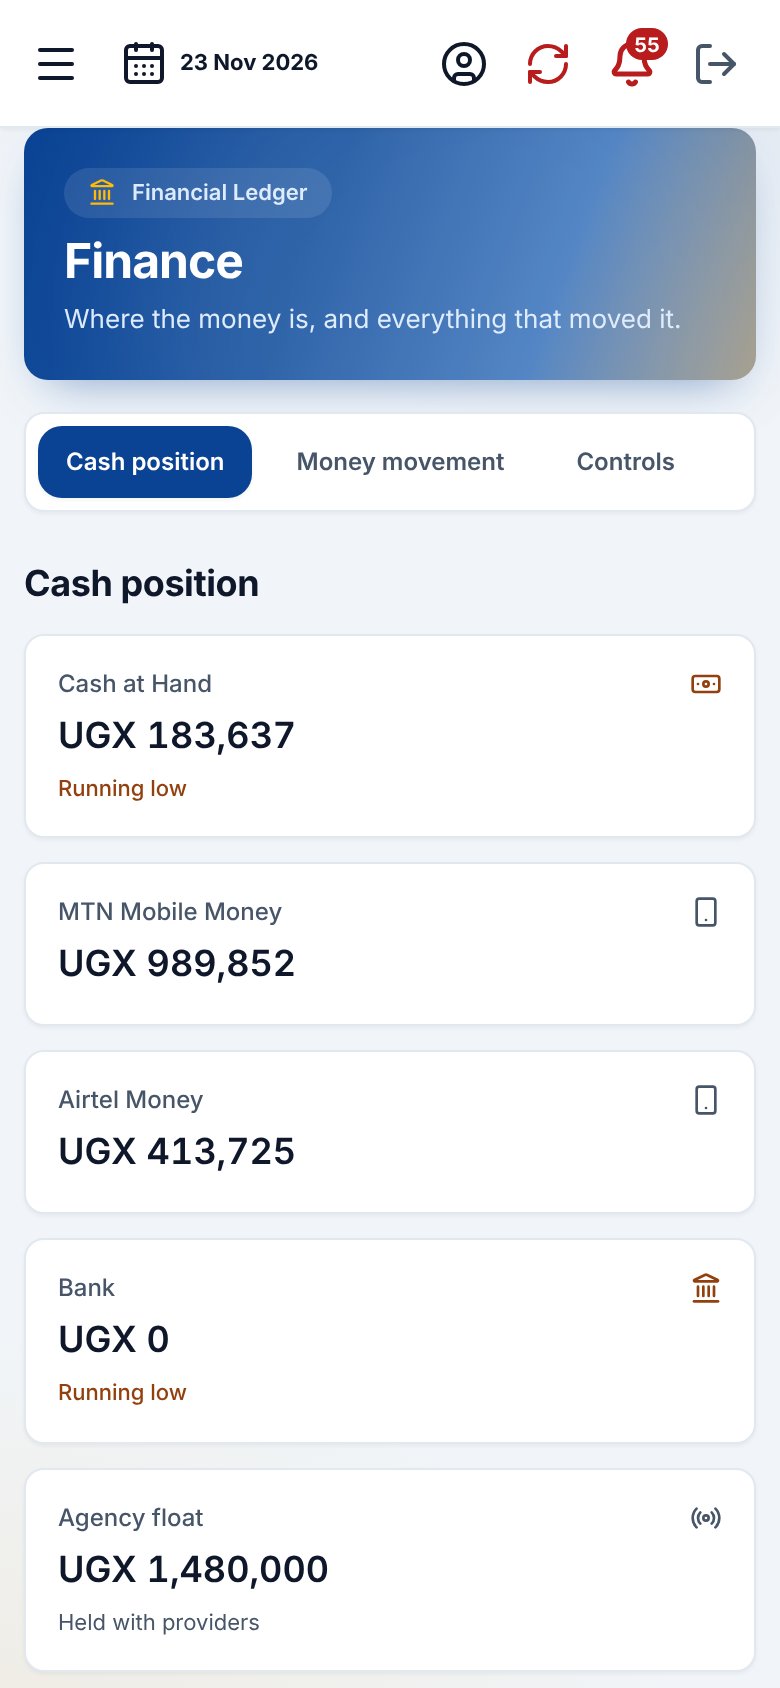 23 Nov 2026
55
Financial Ledger
Finance
Where the money is, and everything that moved it.
Cash position
Money movement
Controls
Cash position
Cash at Hand
UGX 183,637
Running low
MTN Mobile Money
UGX 989,852
Airtel Money
UGX 413,725
Bank
UGX 0
Running low
Agency float
UGX 1,480,000
Held with providers